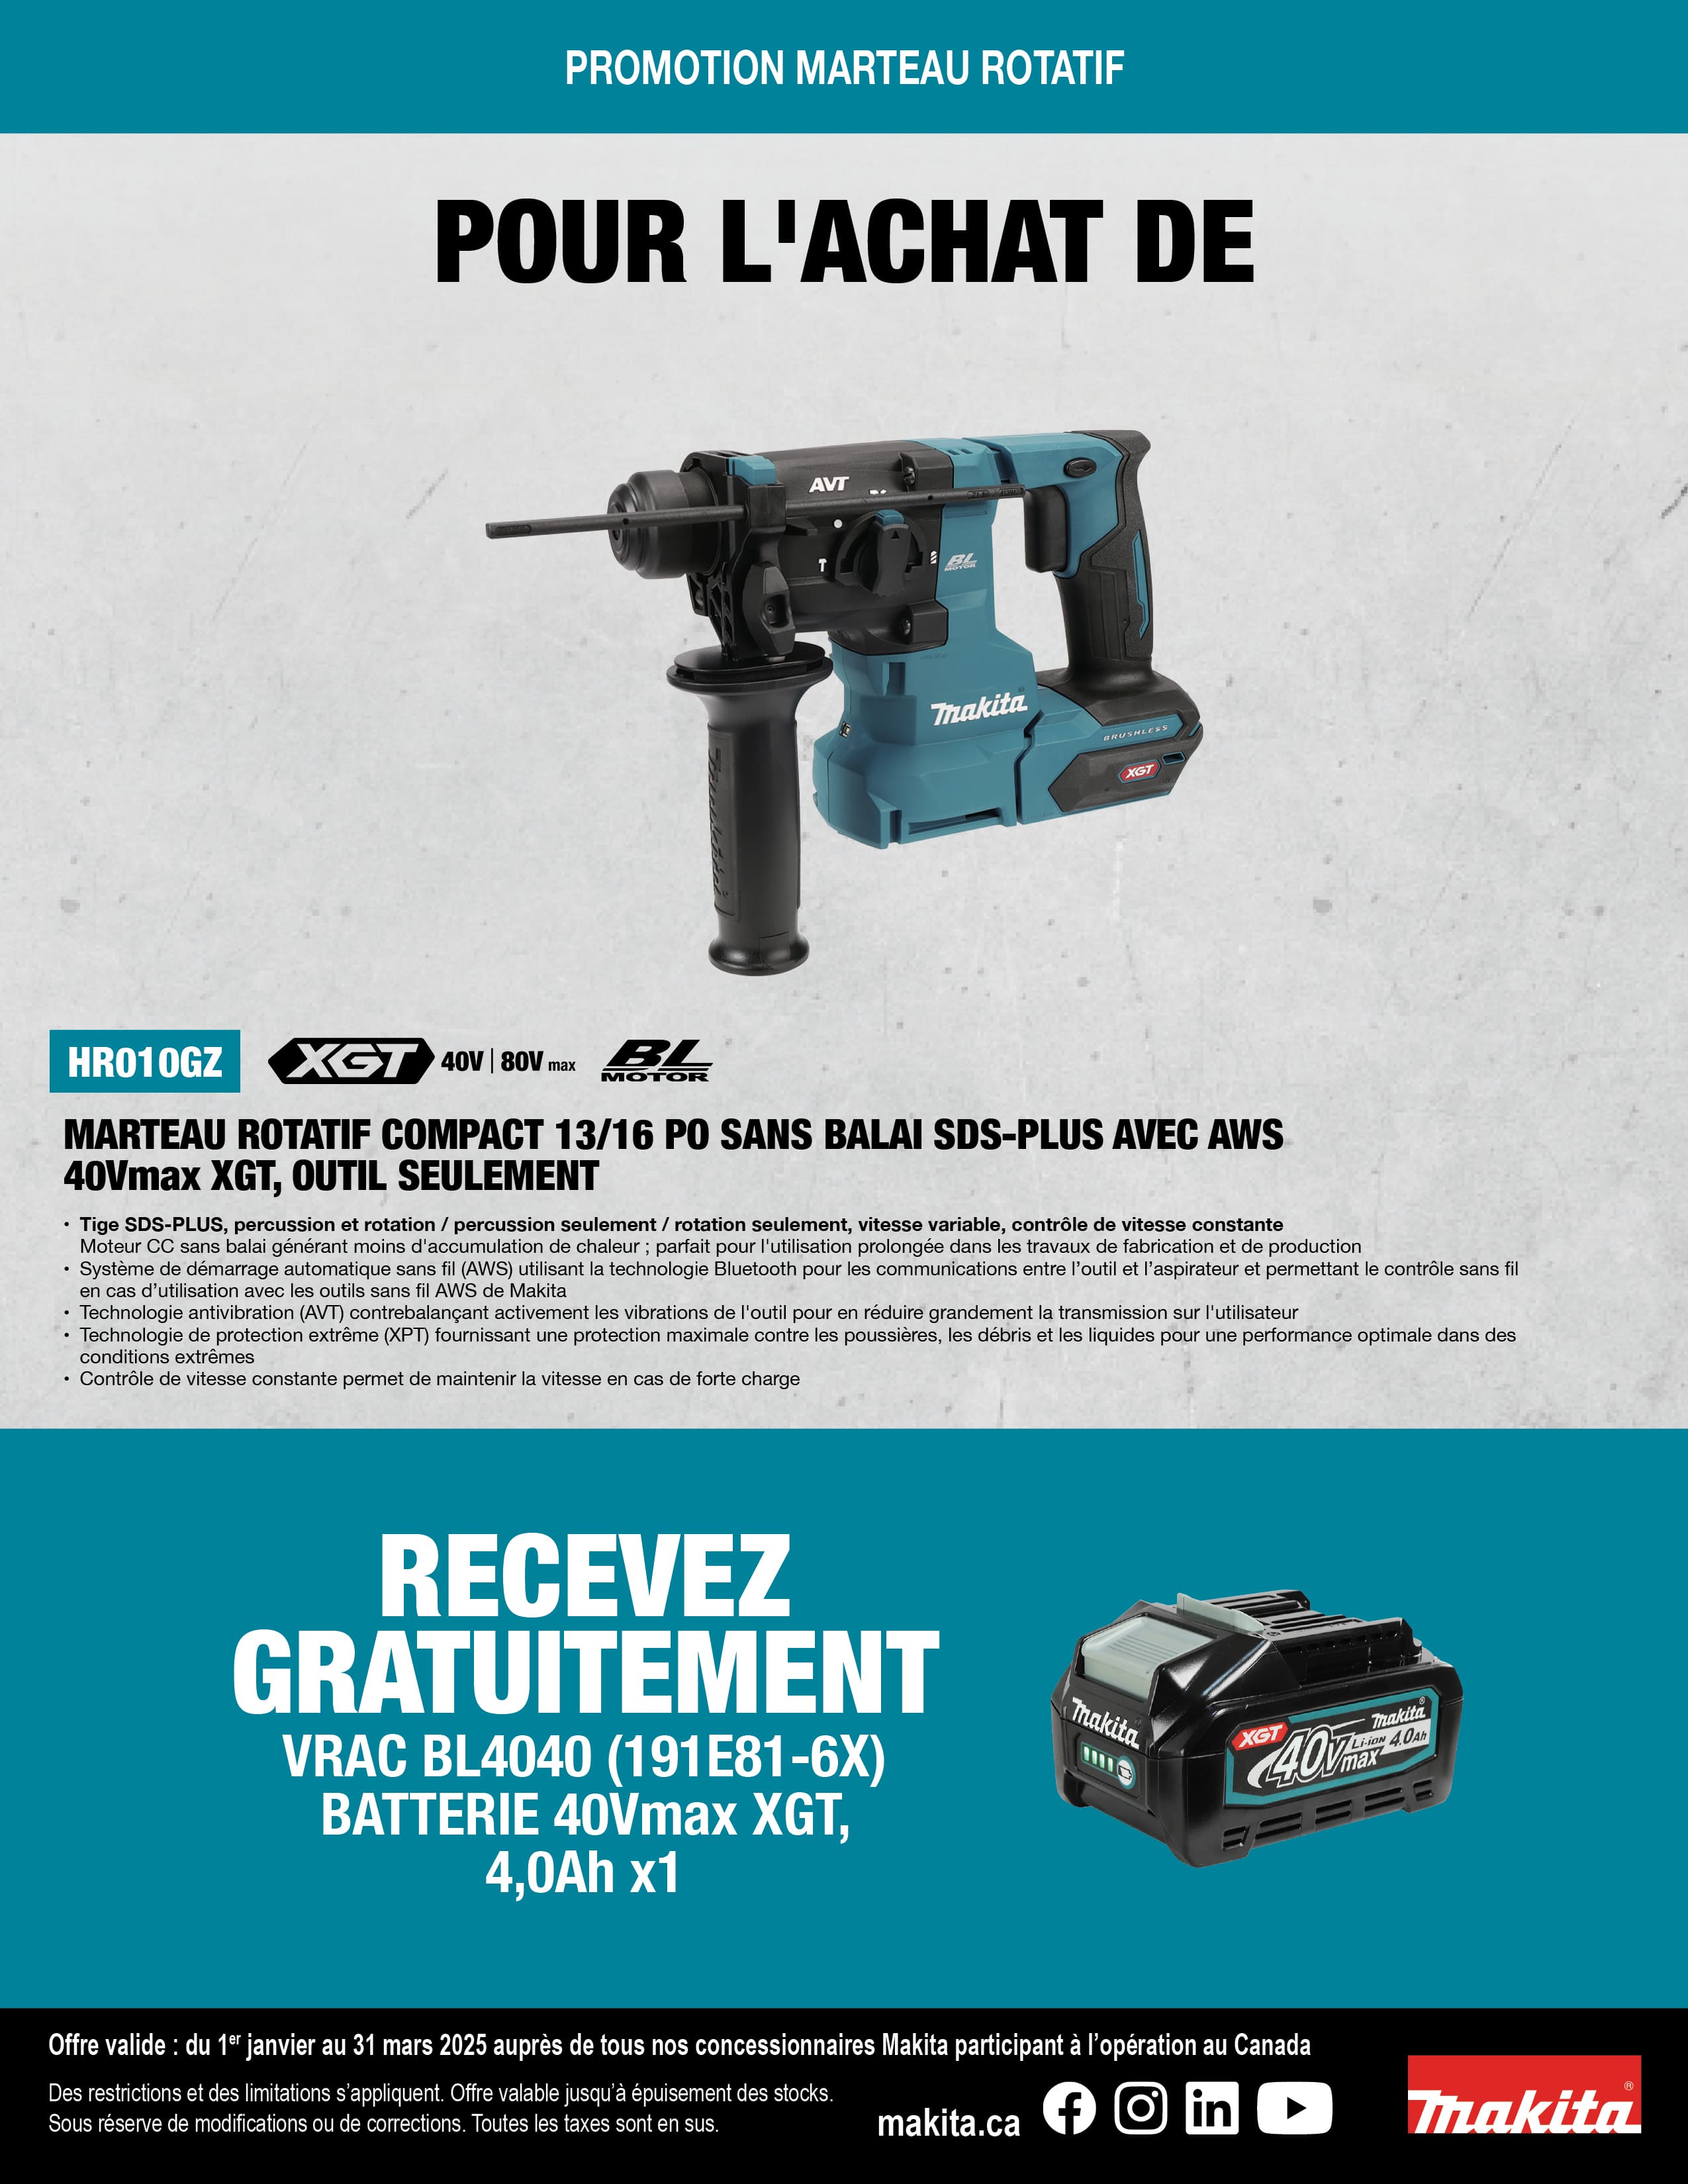 PROMOTION MARTEAU ROTATIF
POUR L'ACHAT DE
AVT
BL
MOTOR
makita
BRUSHLESS
XGT
makita
HR010GZ
XGT 40V | 80V max
BL
MOTOR
MARTEAU ROTATIF COMPACT 13/16 PO SANS BALAI SDS-PLUS AVEC AWS
40Vmax XGT, OUTIL SEULEMENT
• Tige SDS-PLUS, percussion et rotation / percussion seulement / rotation seulement, vitesse variable, contrôle de vitesse constante
Moteur CC sans balai générant moins d'accumulation de chaleur ; parfait pour l'utilisation prolongée dans les travaux de fabrication et de production
• Système de démarrage automatique sans fil (AWS) utilisant la technologie Bluetooth pour les communications entre l’outil et l’aspirateur et permettant le contrôle sans fil
en cas d’utilisation avec les outils sans fil AWS de Makita
• Technologie antivibration (AVT) contrebalançant activement les vibrations de l'outil pour en réduire grandement la transmission sur l'utilisateur
• Technologie de protection extrême (XPT) fournissant une protection maximale contre les poussières, les débris et les liquides pour une performance optimale dans des
conditions extrêmes
• Contrôle de vitesse constante permet de maintenir la vitesse en cas de forte charge
RECEVEZ
GRATUITEMENT
VRAC BL4040 (191E81-6X)
BATTERIE 40Vmax XGT,
4,0Ah x1
makita
XGT
makita®
40Vmax
Li-ion 4.0Ah
Offre valide : du 1er janvier au 31 mars 2025 auprès de tous nos concessionnaires Makita participant à l’opération au Canada
Des restrictions et des limitations s’appliquent. Offre valable jusqu’à épuisement des stocks.
Sous réserve de modifications ou de corrections. Toutes les taxes sont en sus.
makita.ca
in
makita®